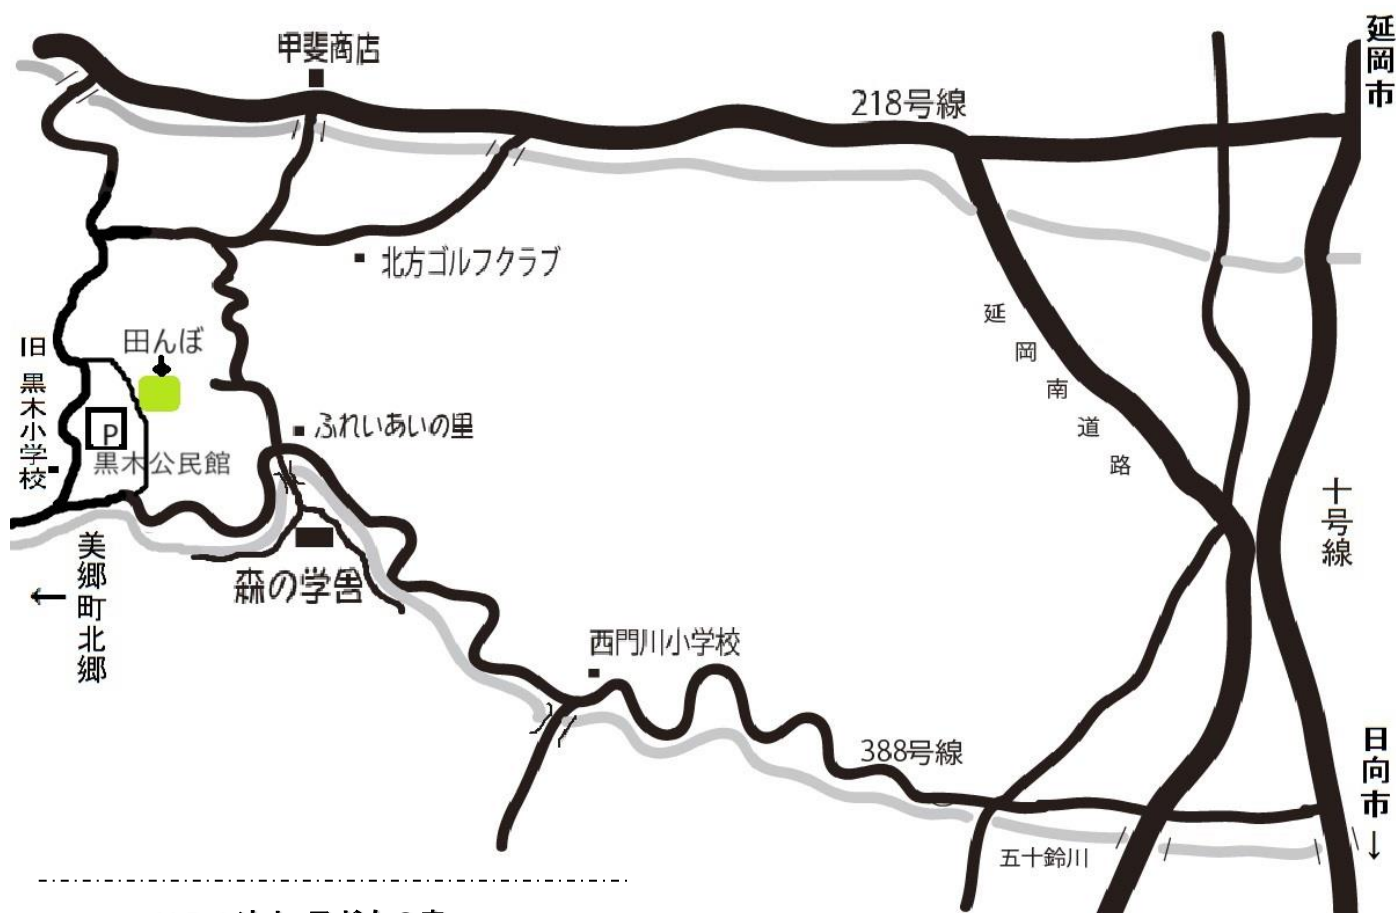 甲斐商店
218号線
延岡市
北方ゴルフクラブ
延岡南道路
旧黒木小学校
田んぼ
P
黒木公民館
ふれいあいの里
十号線
美郷町北郷
←
森の学舎
西門川小学校
388号線
日向市
↓
五十鈴川